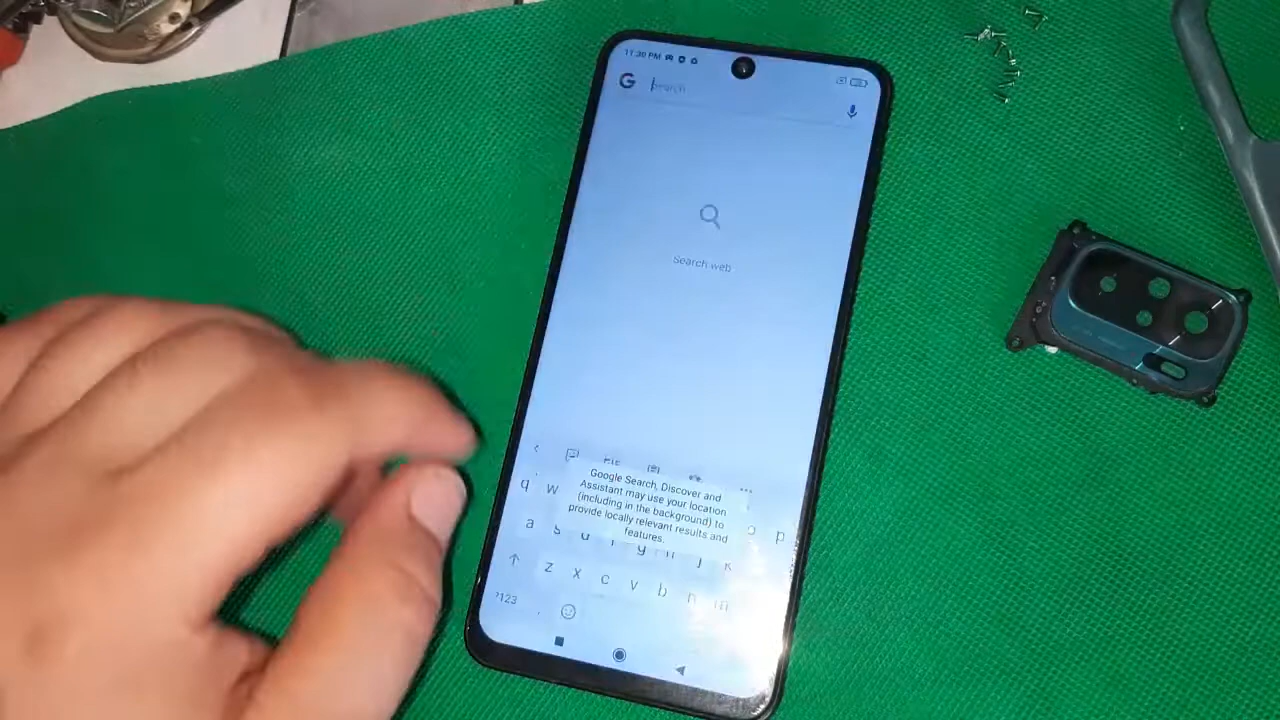 11:30 PM
G Search
Search web
Google Search, Discover and
Assistant may use your location
(including in the background) to
provide locally relevant results and
features.
q w o p
a s d f g h j k
z x c v b n m
?123 ,